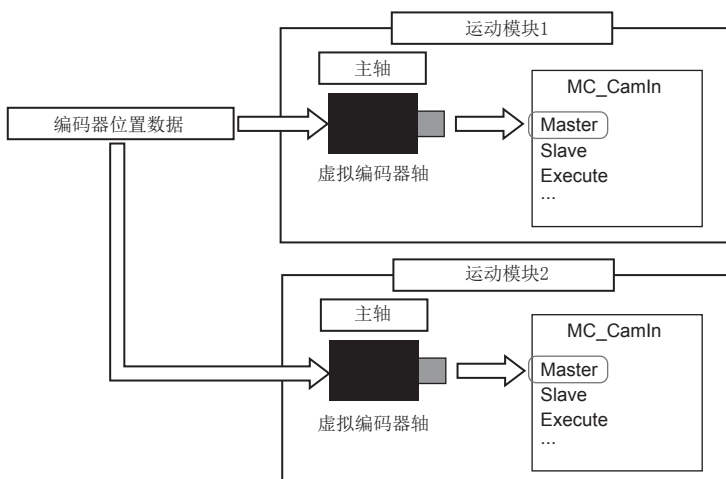 运动模块1
主轴
MC_CamIn
编码器位置数据
Master
Slave
Execute
...
虚拟编码器轴
运动模块2
主轴
MC_CamIn
Master
Slave
Execute
...
虚拟编码器轴